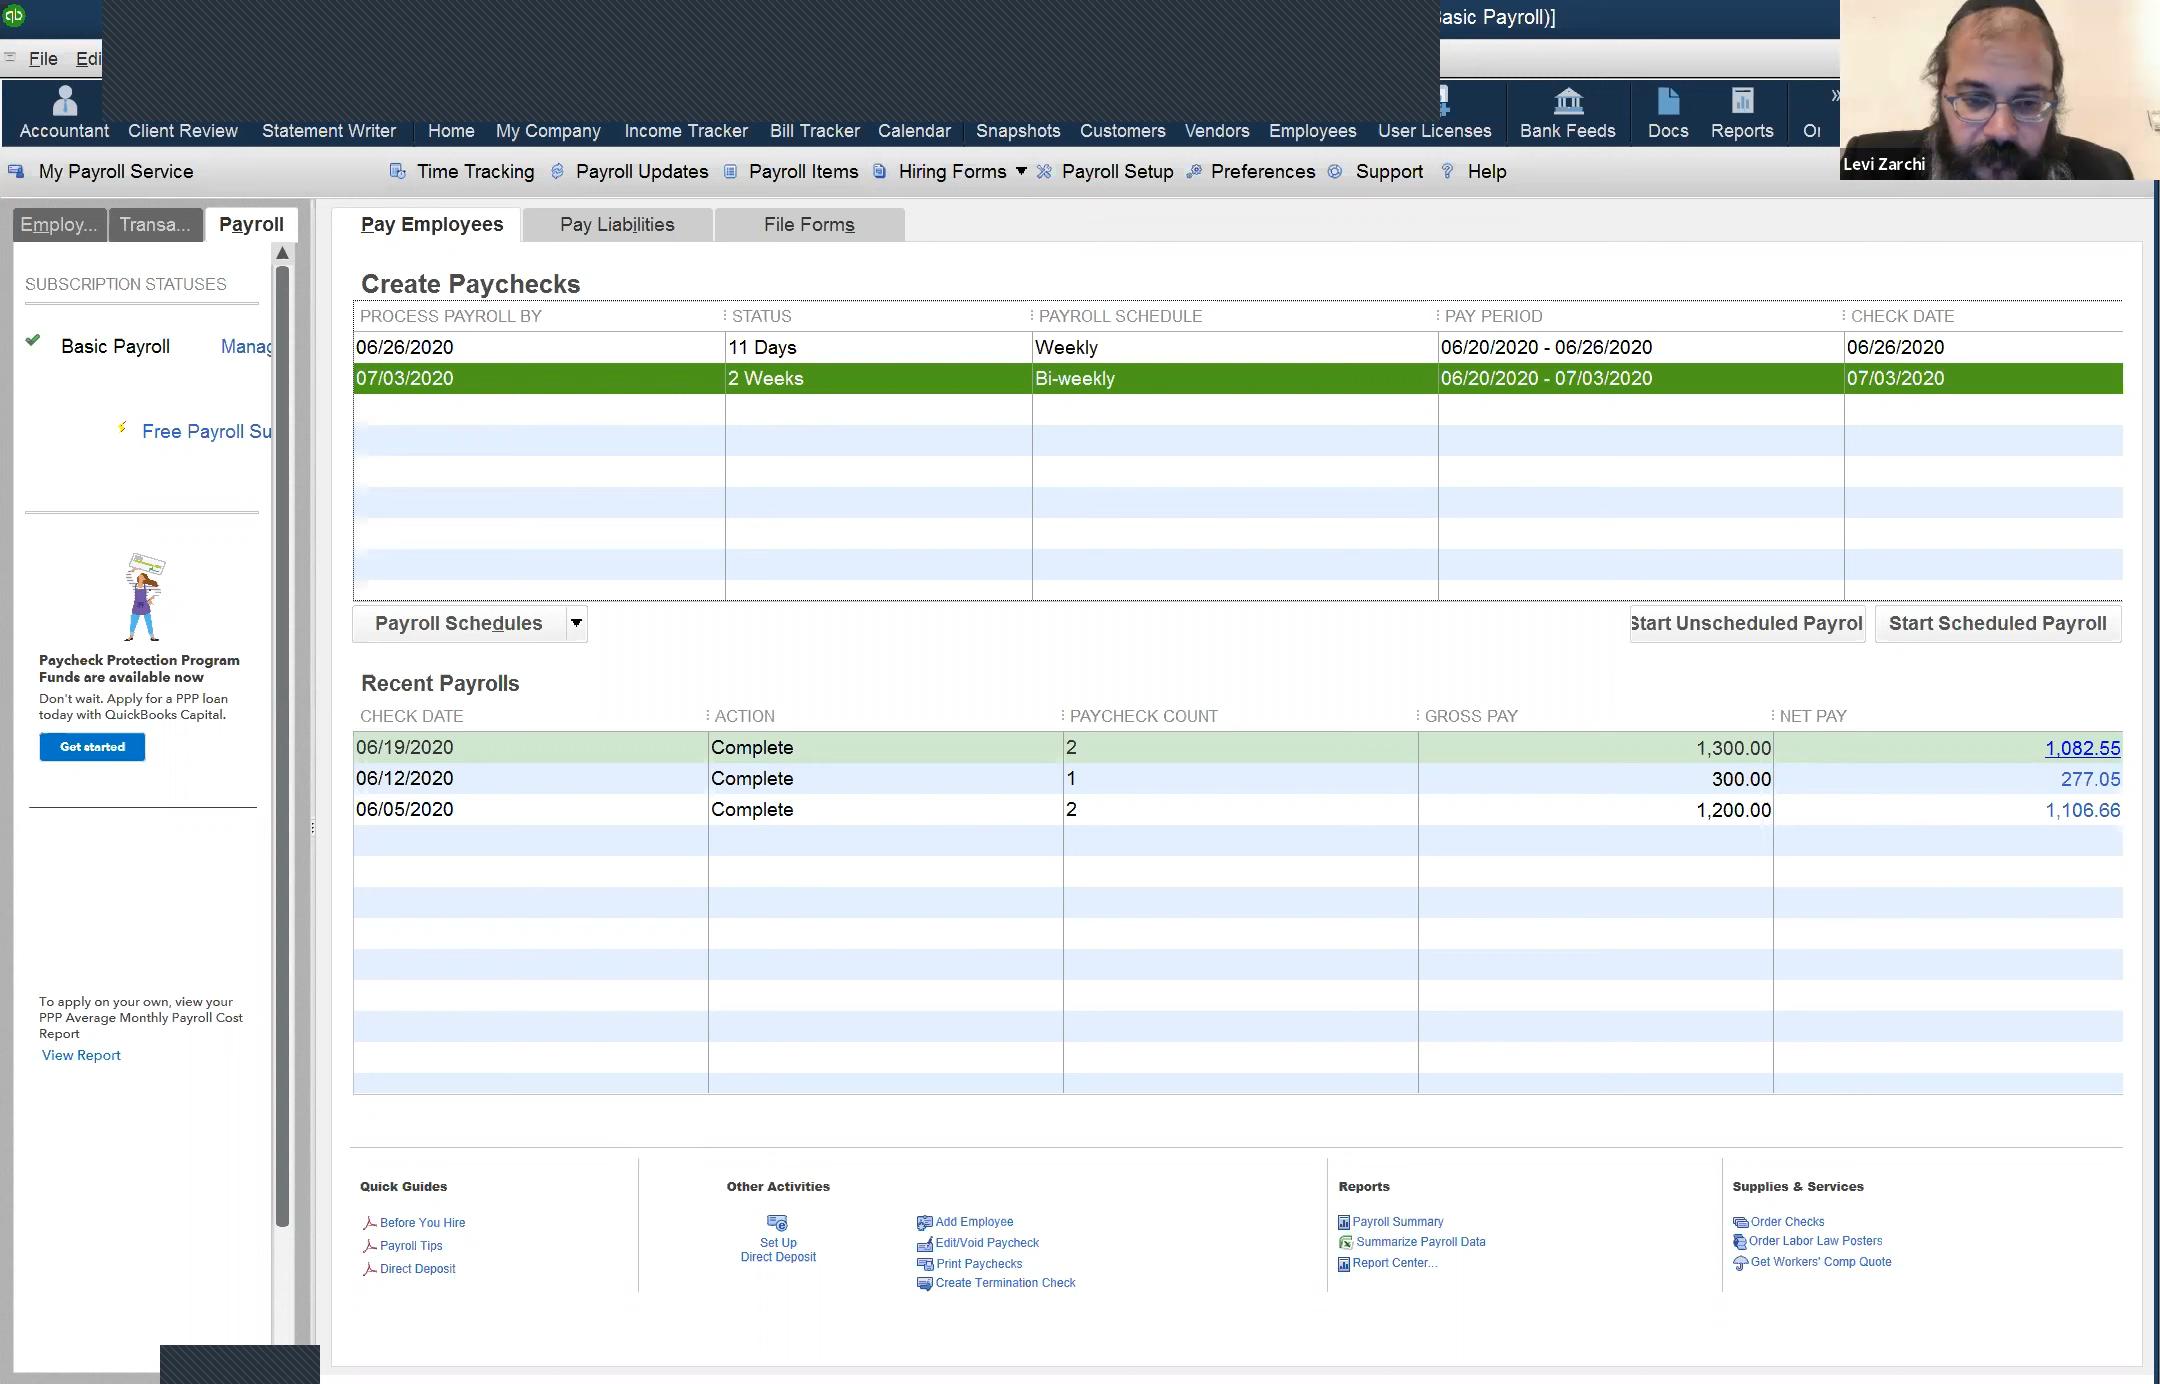 qb
asic Payroll)]
File Edi
Accountant Client Review Statement Writer Home My Company Income Tracker Bill Tracker Calendar Snapshots Customers Vendors Employees User Licenses Bank Feeds Docs Reports
Levi Zarchi
My Payroll Service Time Tracking Payroll Updates Payroll Items Hiring Forms Payroll Setup Preferences Support Help
Employ... Transa... Payroll
Pay Employees Pay Liabilities File Forms
SUBSCRIPTION STATUSES
Basic Payroll Manag
Free Payroll Su
Paycheck Protection Program
Funds are available now
Don't wait. Apply for a PPP loan
today with QuickBooks Capital.
Get started
To apply on your own, view your
PPP Average Monthly Payroll Cost
Report
View Report
Create Paychecks
PROCESS PAYROLL BY STATUS PAYROLL SCHEDULE PAY PERIOD CHECK DATE
06/26/2020 11 Days Weekly 06/20/2020 - 06/26/2020 06/26/2020
07/03/2020 2 Weeks Bi-weekly 06/20/2020 - 07/03/2020 07/03/2020
Payroll Schedules Start Unscheduled Payrol Start Scheduled Payroll
Recent Payrolls
CHECK DATE ACTION PAYCHECK COUNT GROSS PAY NET PAY
06/19/2020 Complete 2 1,300.00 1,082.55
06/12/2020 Complete 1 300.00 277.05
06/05/2020 Complete 2 1,200.00 1,106.66
Quick Guides
Before You Hire
Payroll Tips
Direct Deposit
Other Activities
Set Up
Direct Deposit
Add Employee
Edit/Void Paycheck
Print Paychecks
Create Termination Check
Reports
Payroll Summary
Summarize Payroll Data
Report Center...
Supplies & Services
Order Checks
Order Labor Law Posters
Get Workers' Comp Quote